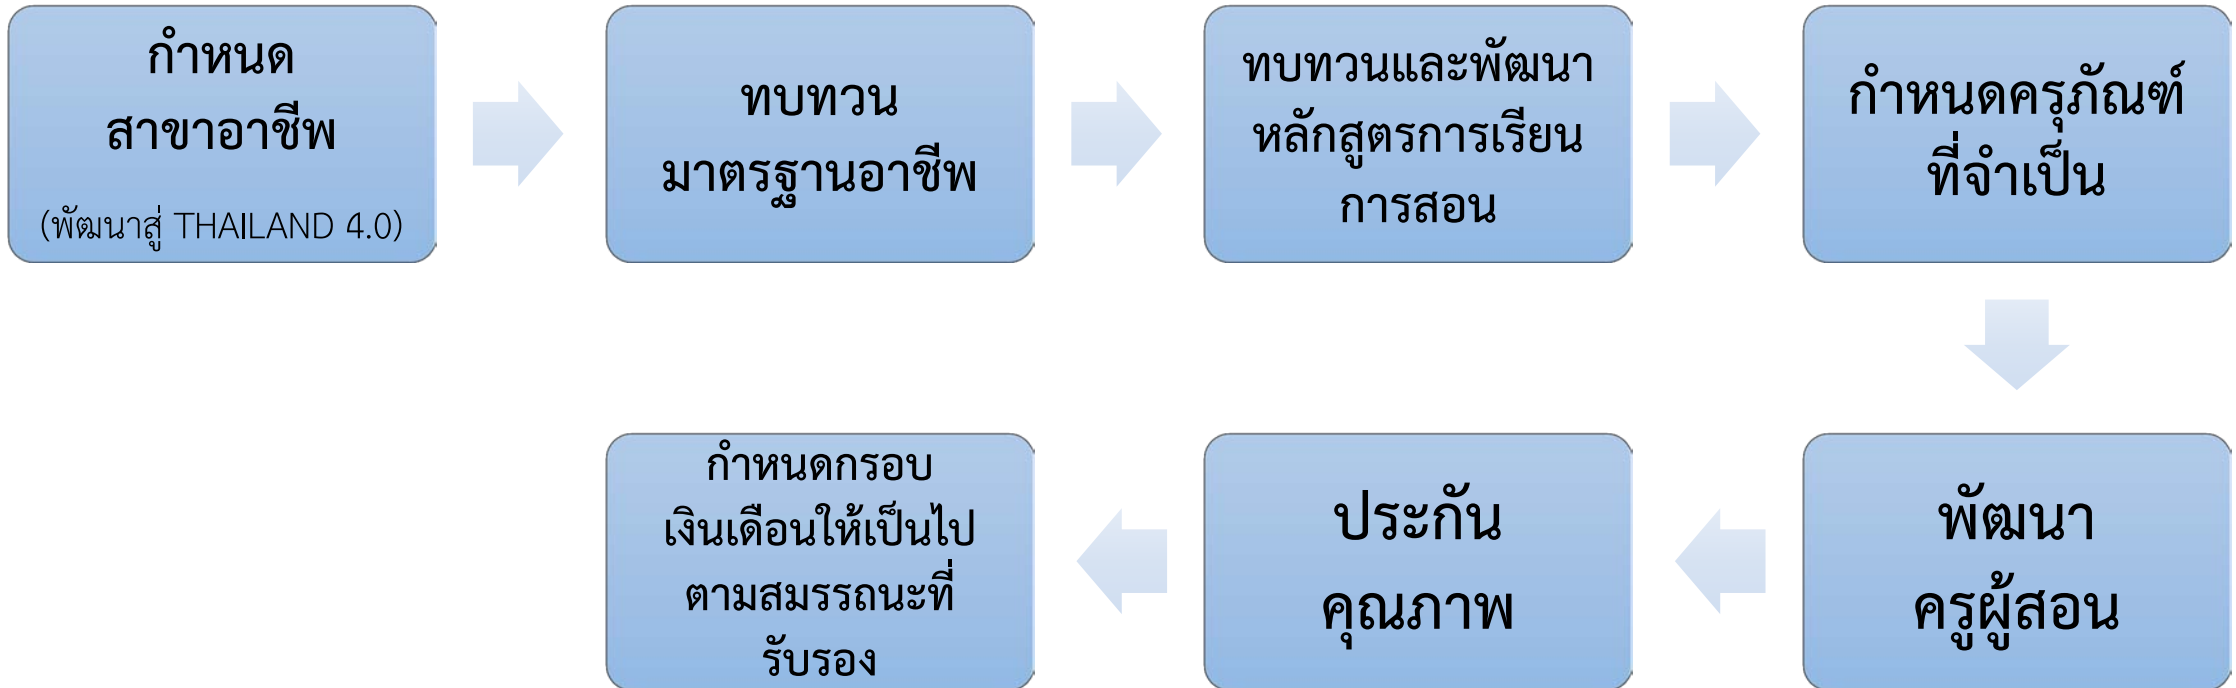 กำหนด
สาขาอาชีพ
(พัฒนาสู่ THAILAND 4.0)
ทบทวน
มาตรฐานอาชีพ
ทบทวนและพัฒนา
หลักสูตรการเรียน
การสอน
กำหนดครุภัณฑ์
ที่จำเป็น
พัฒนา
ครูผู้สอน
ประกัน
คุณภาพ
กำหนดกรอบ
เงินเดือนให้เป็นไป
ตามสมรรถนะที่
รับรอง